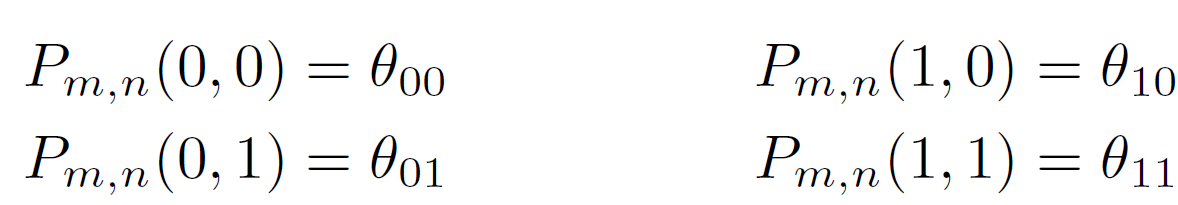 P_{m,n}(0,0) = θ_{00} P_{m,n}(1,0) = θ_{10}
P_{m,n}(0,1) = θ_{01} P_{m,n}(1,1) = θ_{11}